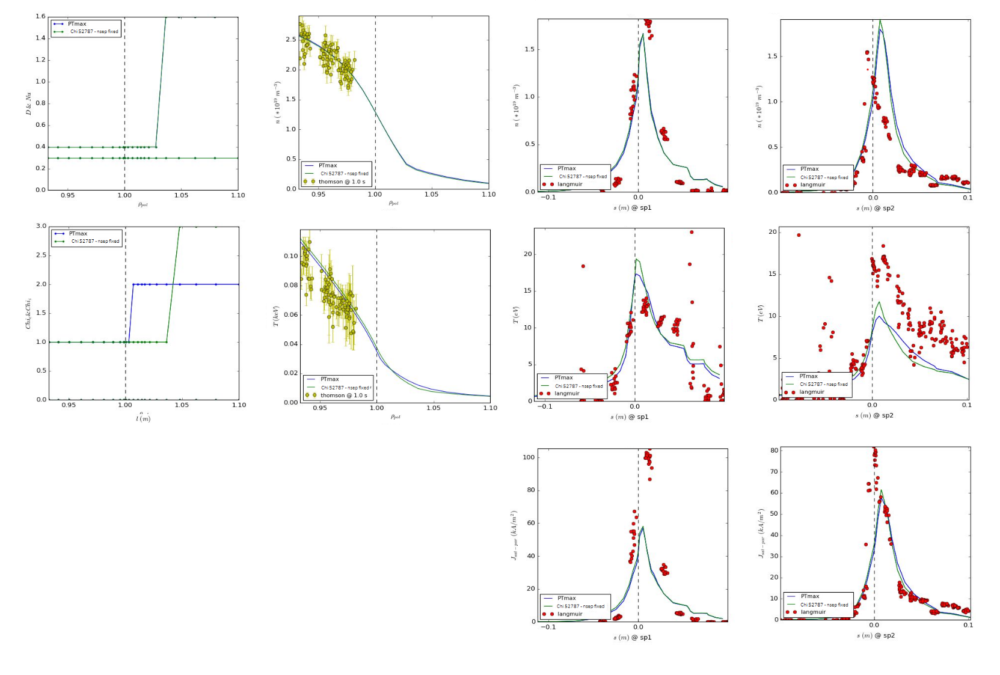 1.6
1.4
1.2
1.0
0.8
0.6
0.4
0.2
0.0
D & Nu
PTmax
Chi 52787 - nsep fixed
0.95 1.00 1.05 1.10
ρpol
2.5
2.0
1.5
1.0
0.5
0.0
n (∗10^19 m^−3)
PTmax
Chi 52787 - nsep fixed
thomson @ 1.0 s
0.95 1.00 1.05 1.10
ρpol
1.5
1.0
0.5
0.0
n (∗10^19 m^−3)
PTmax
Chi 52787 - nsep fixed
langmuir
−0.1 0.0
s (m) @ sp1
1.5
1.0
0.5
0.0
n (∗10^19 m^−3)
PTmax
Chi 52787 - nsep fixed
langmuir
0.0 0.1
s (m) @ sp2
3.0
2.5
2.0
1.5
1.0
0.5
0.0
Chi_e&Chi_i
PTmax
Chi 52787 - nsep fixed
0.95 1.00 1.05 1.10
l (m)
0.10
0.08
0.06
0.04
0.02
0.00
T (keV)
PTmax
Chi 52787 - nsep fixed
thomson @ 1.0 s
0.95 1.00 1.05 1.10
ρpol
20
15
10
5
0
T (eV)
PTmax
Chi 52787 - nsep fixed
langmuir
−0.1 0.0
s (m) @ sp1
20
15
10
5
0
T (eV)
PTmax
Chi 52787 - nsep fixed
langmuir
0.0 0.1
s (m) @ sp2
100
80
60
40
20
0
J_sat−par (kA/m^2)
PTmax
Chi 52787 - nsep fixed
langmuir
−0.1 0.0
s (m) @ sp1
80
70
60
50
40
30
20
10
0
J_sat−par (kA/m^2)
PTmax
Chi 52787 - nsep fixed
langmuir
0.0 0.1
s (m) @ sp2